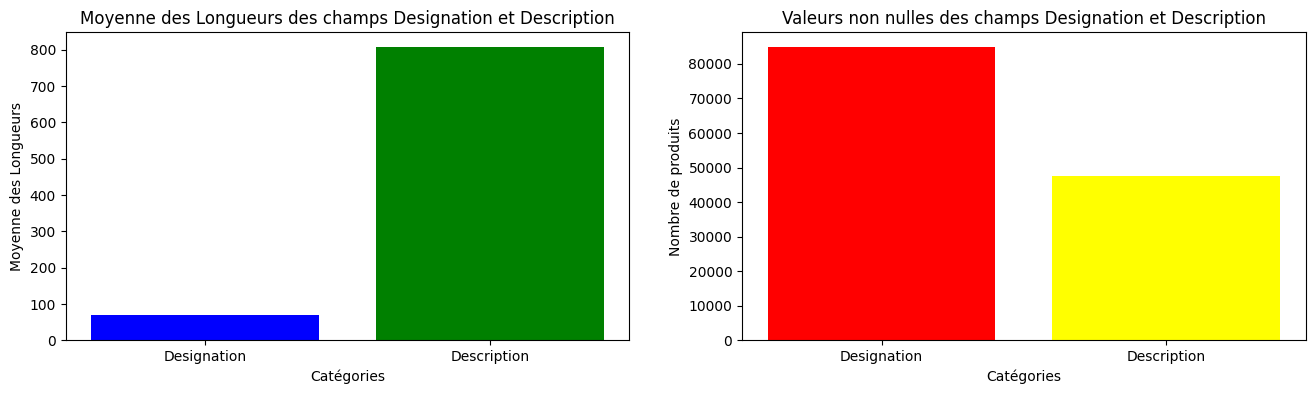 Moyenne des Longueurs des champs Designation et Description
800
700
600
500
400
300
200
100
0
Moyenne des Longueurs
Designation
Description
Catégories
Valeurs non nulles des champs Designation et Description
80000
70000
60000
50000
40000
30000
20000
10000
0
Nombre de produits
Designation
Description
Catégories